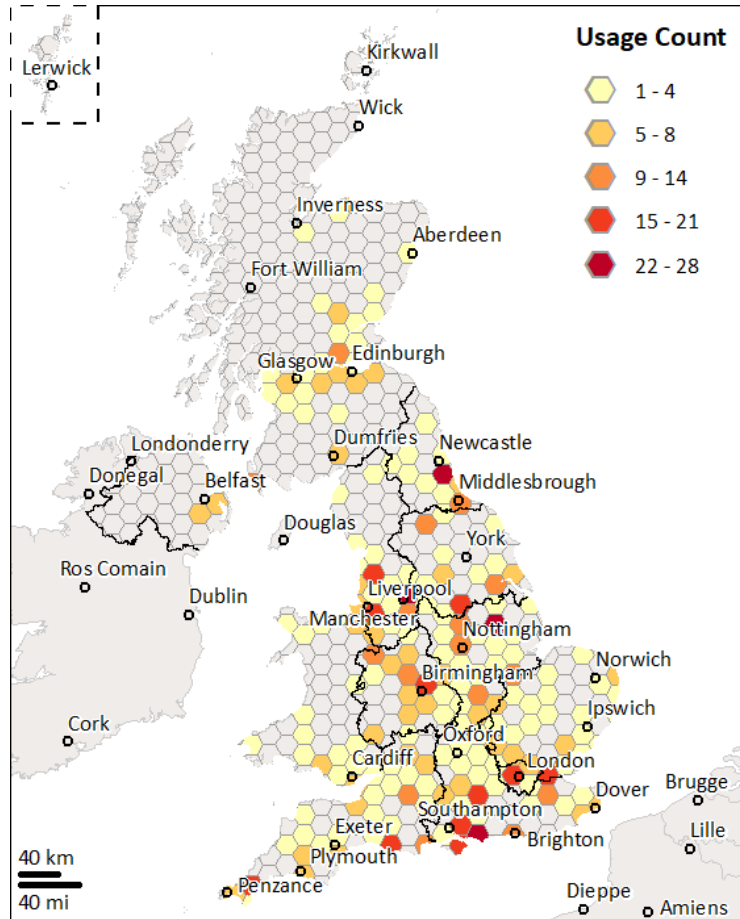 Usage Count
1 - 4
5 - 8
9 - 14
15 - 21
22 - 28
Lerwick
Kirkwall
Wick
Inverness
Aberdeen
Fort William
Glasgow
Edinburgh
Dumfries
Newcastle
Londonderry
Donegal
Belfast
Middlesbrough
Douglas
York
Ros Comain
Dublin
Liverpool
Manchester
Nottingham
Norwich
Birmingham
Ipswich
Cork
Oxford
Cardiff
London
Dover
Brugge
Southampton
Exeter
Brighton
Lille
Plymouth
Penzance
Dieppe
Amiens
40 km
40 mi